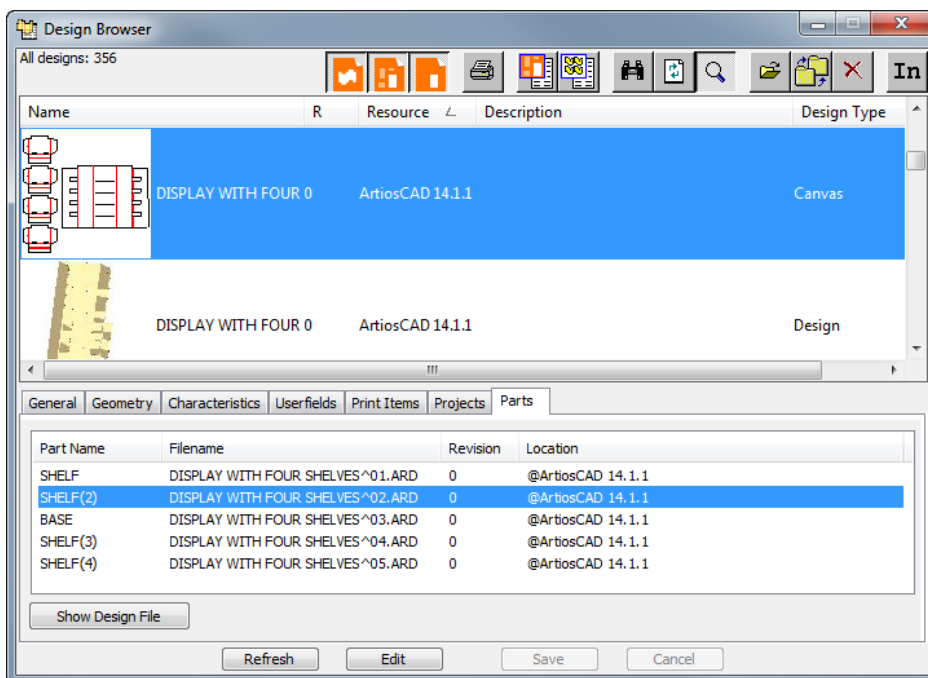 Design Browser
All designs: 356
In
Name R Resource Description Design Type
DISPLAY WITH FOUR 0 ArtiosCAD 14.1.1 Canvas
DISPLAY WITH FOUR 0 ArtiosCAD 14.1.1 Design
General Geometry Characteristics Userfields Print Items Projects Parts
Part Name Filename Revision Location
SHELF DISPLAY WITH FOUR SHELVES^01.ARD 0 @ArtiosCAD 14.1.1
SHELF(2) DISPLAY WITH FOUR SHELVES^02.ARD 0 @ArtiosCAD 14.1.1
BASE DISPLAY WITH FOUR SHELVES^03.ARD 0 @ArtiosCAD 14.1.1
SHELF(3) DISPLAY WITH FOUR SHELVES^04.ARD 0 @ArtiosCAD 14.1.1
SHELF(4) DISPLAY WITH FOUR SHELVES^05.ARD 0 @ArtiosCAD 14.1.1
Show Design File
Refresh Edit Save Cancel